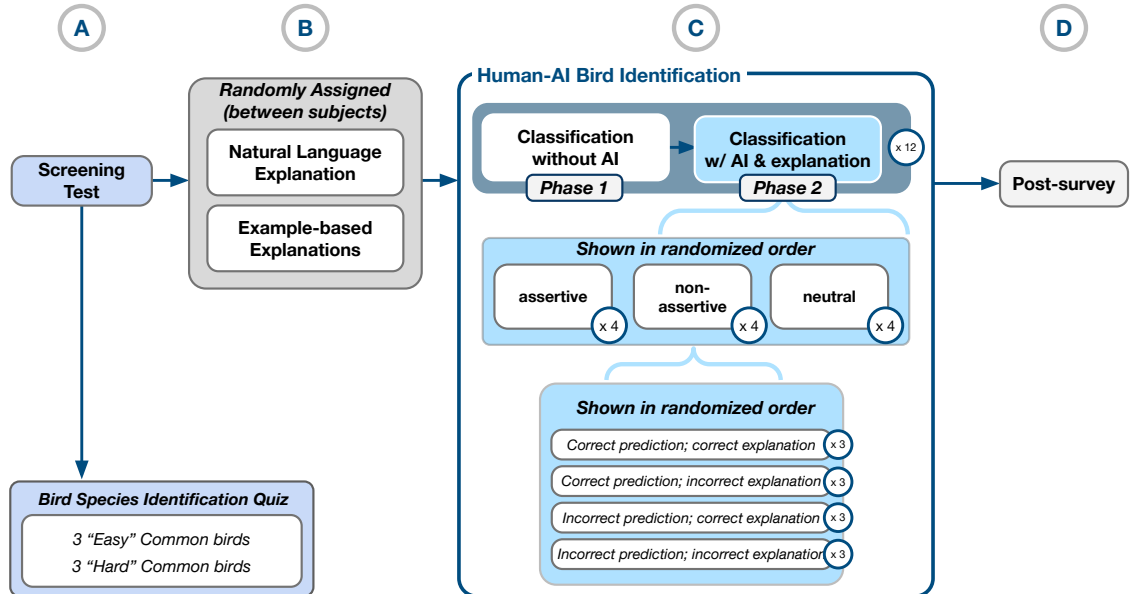 A
B
C
D
Screening
Test
Randomly Assigned
(between subjects)
Natural Language
Explanation
Example-based
Explanations
Human-AI Bird Identification
Classification
without AI
Phase 1
Classification
w/ AI & explanation
Phase 2
x 12
Shown in randomized order
assertive
x 4
non-
assertive
x 4
neutral
x 4
Shown in randomized order
Correct prediction; correct explanation
x 3
Correct prediction; incorrect explanation
x 3
Incorrect prediction; correct explanation
x 3
Incorrect prediction; incorrect explanation
x 3
Post-survey
Bird Species Identification Quiz
3 “Easy” Common birds
3 “Hard” Common birds